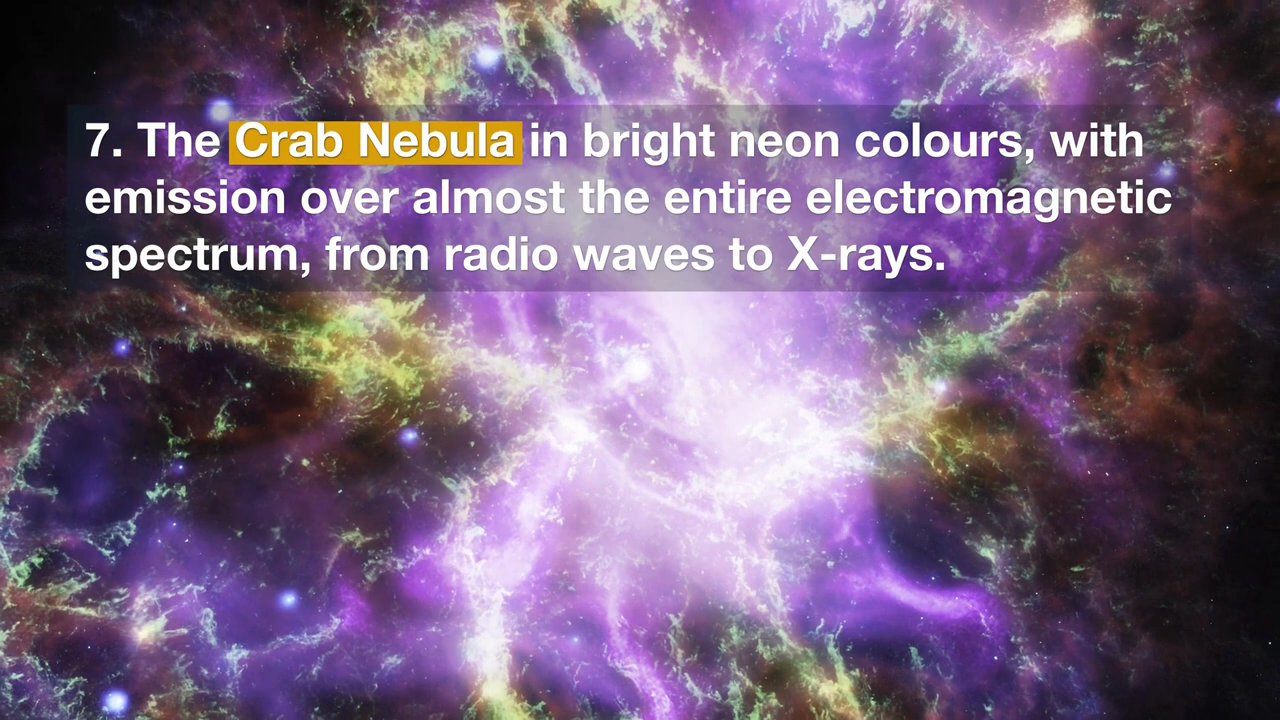 7. The Crab Nebula in bright neon colours, with
emission over almost the entire electromagnetic
spectrum, from radio waves to X-rays.